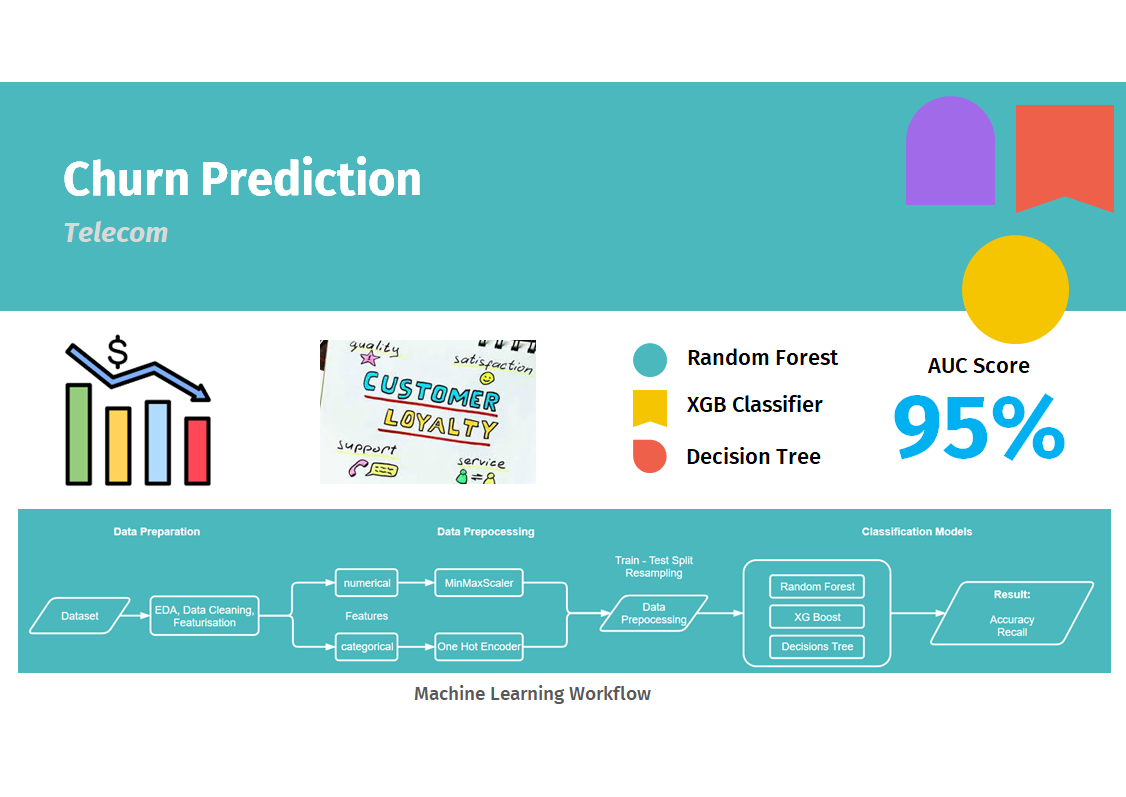 Churn Prediction
Telecom
$
quality
satisfaction
CUSTOMER
LOYALTY
support
service
Random Forest
XGB Classifier
Decision Tree
AUC Score
95%
Data Preparation
Data Prepocessing
Classification Models
Dataset
EDA, Data Cleaning,
Featurisation
numerical
MinMaxScaler
Features
categorical
One Hot Encoder
Train - Test Split
Resampling
Data
Prepocessing
Random Forest
XG Boost
Decisions Tree
Result:
Accuracy
Recall
Machine Learning Workflow